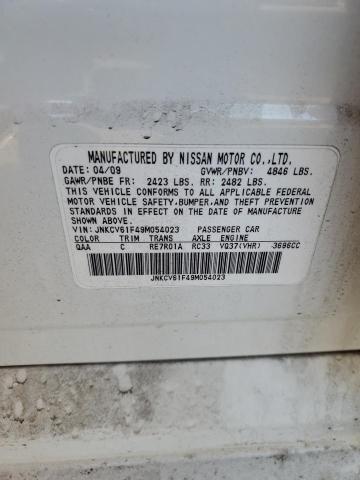 MANUFACTURED BY NISSAN MOTOR CO.,LTD.
DATE: 04/09 GVWR/PNBV: 4846 LBS.
GAWR/PNBE FR: 2423 LBS. RR: 2482 LBS.
THIS VEHICLE CONFORMS TO ALL APPLICABLE FEDERAL
MOTOR VEHICLE SAFETY,BUMPER,AND THEFT PREVENTION
STANDARDS IN EFFECT ON THE DATE OF MANUFACTURE
SHOWN ABOVE.
VIN: JNKCV61F49M054023 PASSENGER CAR
COLOR TRIM TRANS AXLE ENGINE
QAA C RE7R01A RC33 VQ37(VHR) 3696CC
JNKCV61F49M054023